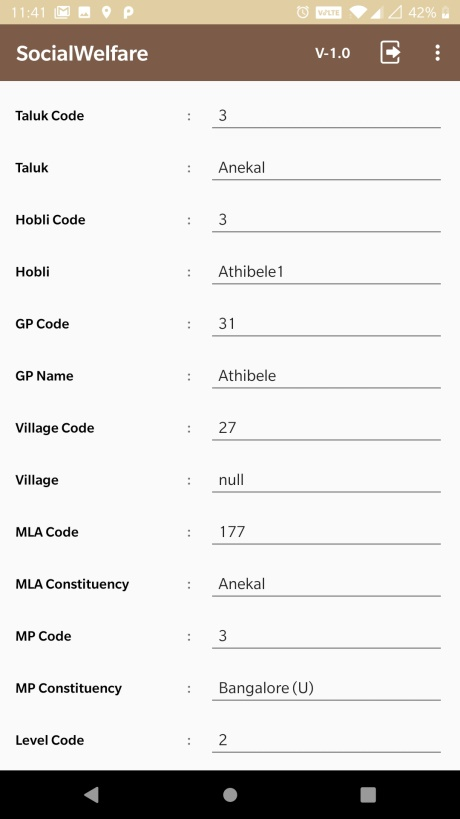 11:41 VoLTE 42%
SocialWelfare V-1.0
Taluk Code : 3
Taluk : Anekal
Hobli Code : 3
Hobli : Athibele1
GP Code : 31
GP Name : Athibele
Village Code : 27
Village : null
MLA Code : 177
MLA Constituency : Anekal
MP Code : 3
MP Constituency : Bangalore (U)
Level Code : 2